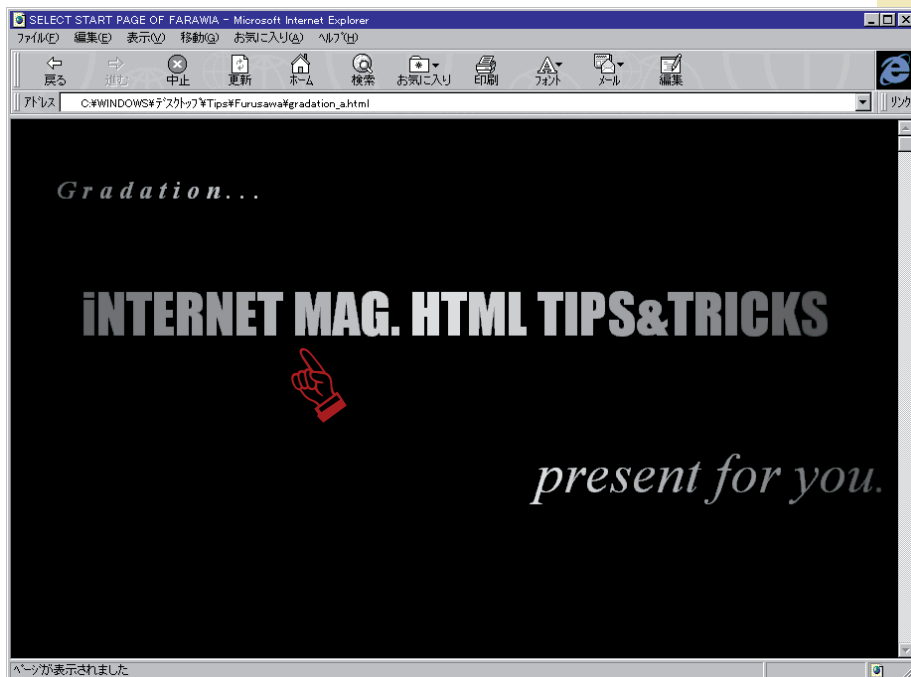 SELECT START PAGE OF FARAWIA - Microsoft Internet Explorer
ファイル(F) 編集(E) 表示(V) 移動(G) お気に入り(A) ヘルプ(H)
戻る 進む 中止 更新 ホーム 検索 お気に入り 印刷 フォント メール 編集
アドレス C:¥WINDOWS¥デスクトップ¥Tips¥Furusawa¥gradation_a.html リンク
Gradation...
iNTERNET MAG. HTML TIPS&TRICKS
present for you.
ページが表示されました